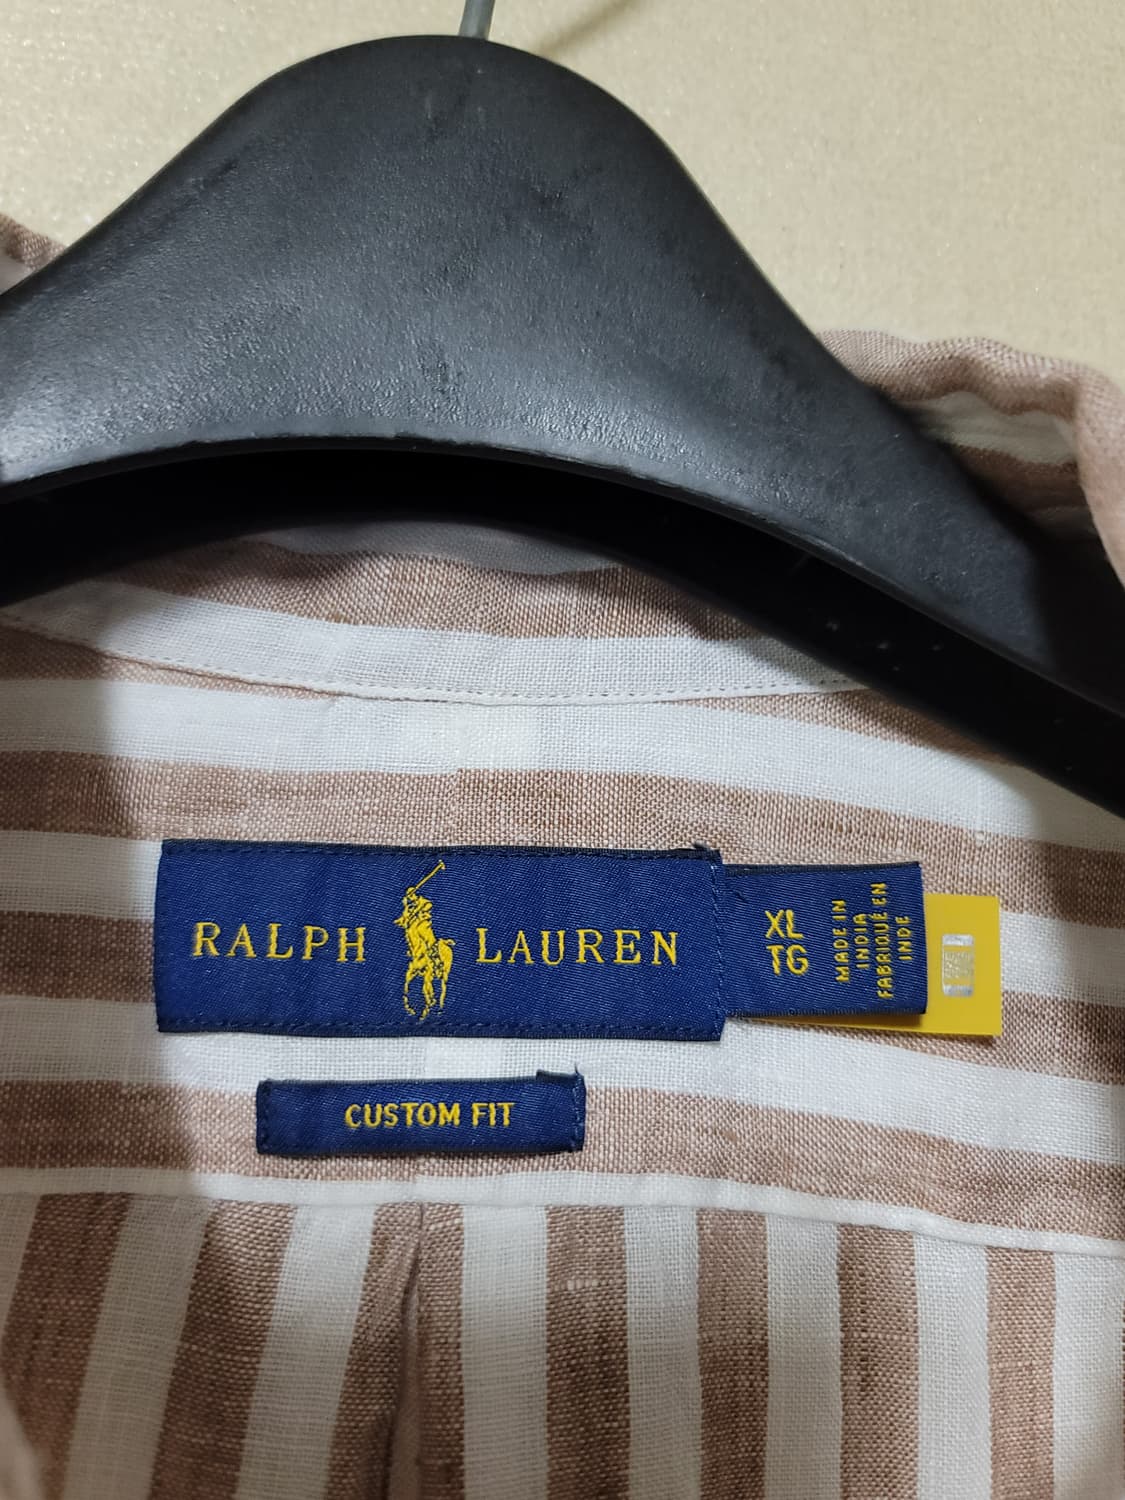 RALPH LAUREN
XL
TG
MADE IN
INDIA
FABRIQUÉ EN
INDE
CUSTOM FIT